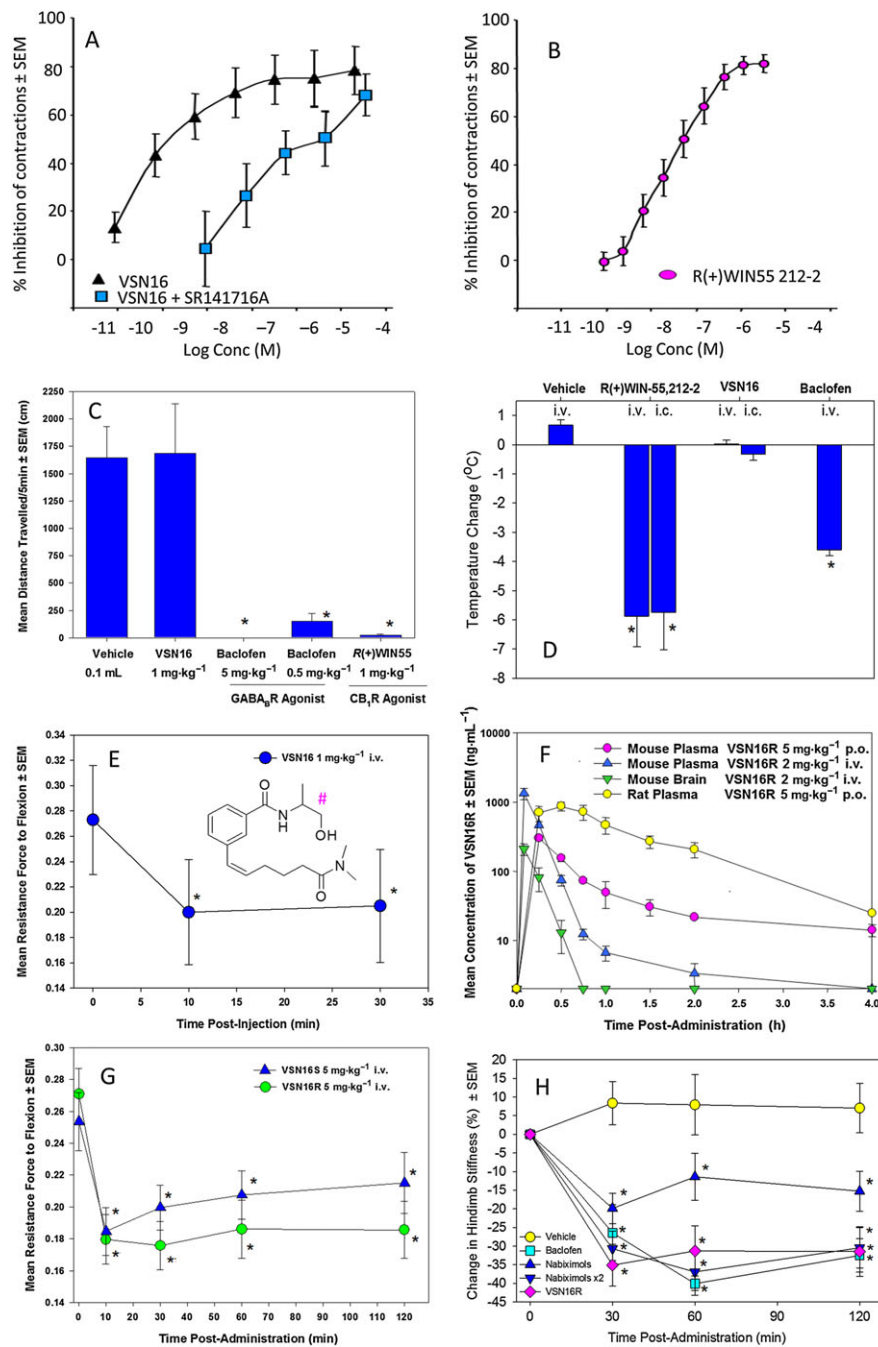 A
% Inhibition of contractions ± SEM
100
80
60
40
20
0
VSN16
VSN16 + SR141716A
-11 -10 -9 -8 -7 -6 -5 -4
Log Conc (M)
B
% Inhibition of contractions ± SEM
100
80
60
40
20
0
R(+)WIN55 212-2
-11 -10 -9 -8 -7 -6 -5 -4
Log Conc (M)
C
Mean Distance Travelled/5min ± SEM (cm)
2250
2000
1750
1500
1250
1000
750
500
250
0
* * *
Vehicle VSN16 Baclofen Baclofen R(+)WIN55
0.1 mL 1 mg·kg⁻¹ 5 mg·kg⁻¹ 0.5 mg·kg⁻¹ 1 mg·kg⁻¹
GABA_BR Agonist CB₁R Agonist
Vehicle R(+)WIN-55,212-2 VSN16 Baclofen
i.v. i.v. i.c. i.v. i.c. i.v.
Temperature Change (°C)
1
0
-1
-2
-3
-4
-5
-6
-7
-8
* * *
D
E
Mean Resistance Force to Flexion ± SEM
0.34
0.32
0.30
0.28
0.26
0.24
0.22
0.20
0.18
0.16
0.14
VSN16 1 mg·kg⁻¹ i.v.
O
N
H
#
OH
N
O
* *
0 5 10 15 20 25 30 35
Time Post-Injection (min)
F
Mean Concentration of VSN16R ± SEM (ng·mL⁻¹)
10000
1000
100
10
Mouse Plasma VSN16R 5 mg·kg⁻¹ p.o.
Mouse Plasma VSN16R 2 mg·kg⁻¹ i.v.
Mouse Brain VSN16R 2 mg·kg⁻¹ i.v.
Rat Plasma VSN16R 5 mg·kg⁻¹ p.o.
0.0 0.5 1.0 1.5 2.0 4.0
Time Post-Administration (h)
G
Mean Resistance Force to Flexion ± SEM
0.30
0.28
0.26
0.24
0.22
0.20
0.18
0.16
0.14
VSN16S 5 mg·kg⁻¹ i.v.
VSN16R 5 mg·kg⁻¹ i.v.
* * * *
* * * *
0 10 20 30 40 50 60 70 80 90 100 110 120
Time Post-Administration (min)
H
Change in Hindimb Stiffness (%) ± SEM
20
15
10
5
0
-5
-10
-15
-20
-25
-30
-35
-40
-45
Vehicle
Baclofen
Nabiximols
Nabiximols x2
VSN16R
* * *
* * *
* * *
* * *
0 30 60 90 120
Time Post-Administration (min)